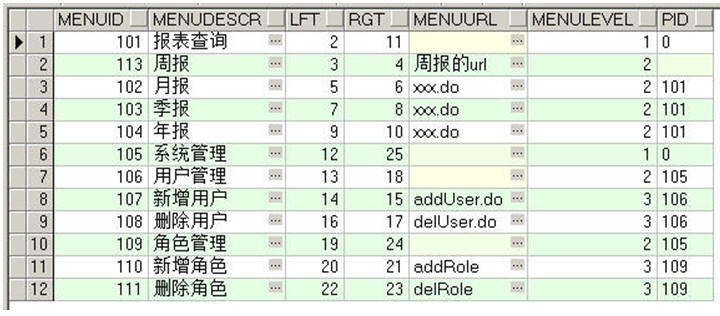 MENUID MENUDESCR LFT RGT MENUURL MENULEVEL PID
1 101 报表查询 ... 2 11 ... 1 0
2 113 周报 ... 3 4 周报的url ... 2
3 102 月报 ... 5 6 xxx.do ... 2 101
4 103 季报 ... 7 8 xxx.do ... 2 101
5 104 年报 ... 9 10 xxx.do ... 2 101
6 105 系统管理 ... 12 25 ... 1 0
7 106 用户管理 ... 13 18 ... 2 105
8 107 新增用户 ... 14 15 addUser.do ... 3 106
9 108 删除用户 ... 16 17 delUser.do ... 3 106
10 109 角色管理 ... 19 24 ... 2 105
11 110 新增角色 ... 20 21 addRole ... 3 109
12 111 删除角色 ... 22 23 delRole ... 3 109